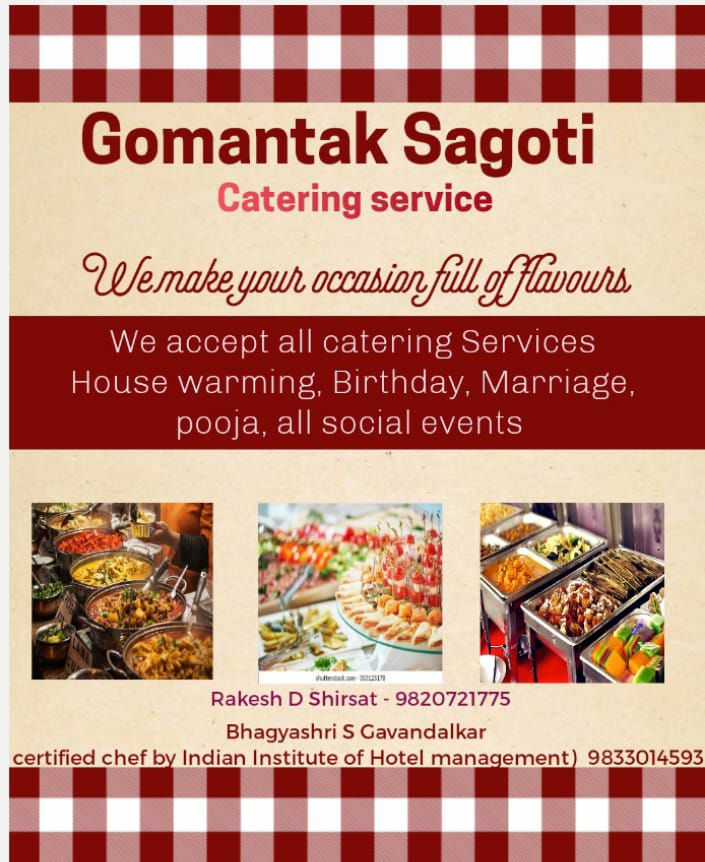 Gomantak Sagoti
Catering service
We make your occasion full of flavours
We accept all catering Services
House warming, Birthday, Marriage,
pooja, all social events
Rakesh D Shirsat - 9820721775
Bhagyashri S Gavandalkar
certified chef by Indian Institute of Hotel management) 9833014593